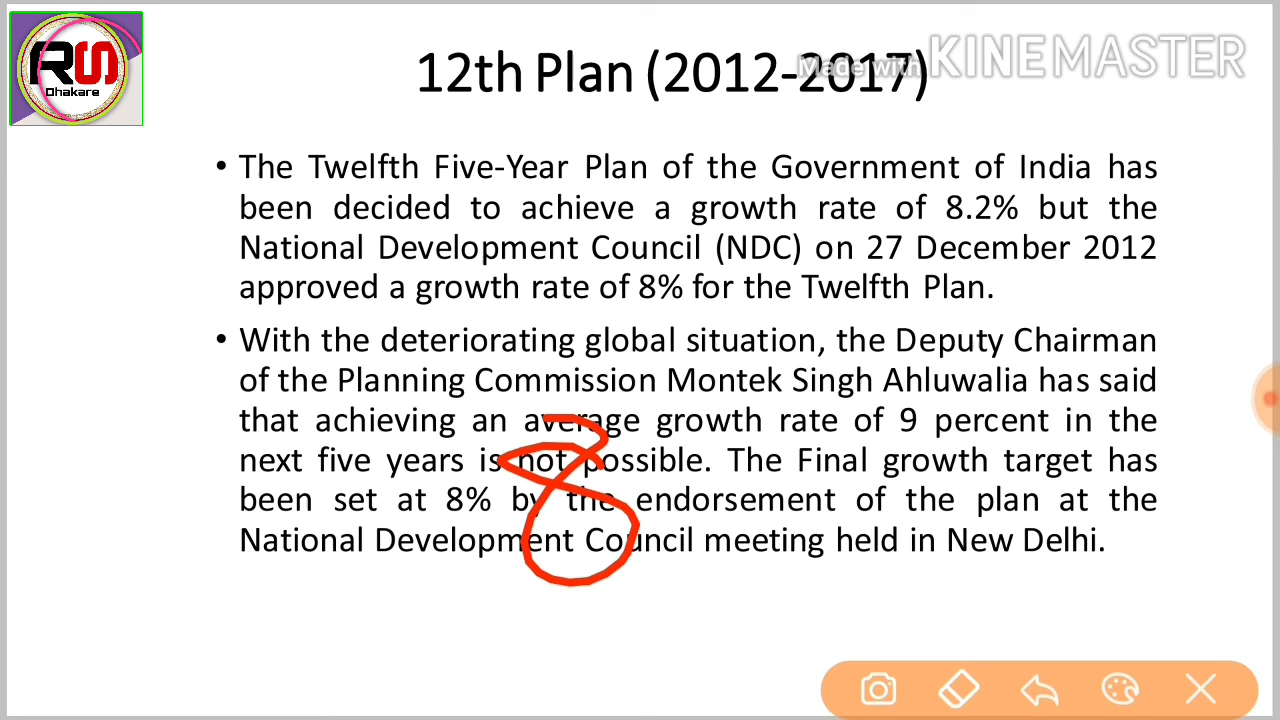 RS
Dhakare
12th Plan (2012-2017)
Made with KINEMASTER
• The Twelfth Five-Year Plan of the Government of India has
been decided to achieve a growth rate of 8.2% but the
National Development Council (NDC) on 27 December 2012
approved a growth rate of 8% for the Twelfth Plan.
• With the deteriorating global situation, the Deputy Chairman
of the Planning Commission Montek Singh Ahluwalia has said
that achieving an average growth rate of 9 percent in the
next five years is not possible. The Final growth target has
been set at 8% by the endorsement of the plan at the
National Development Council meeting held in New Delhi.
8